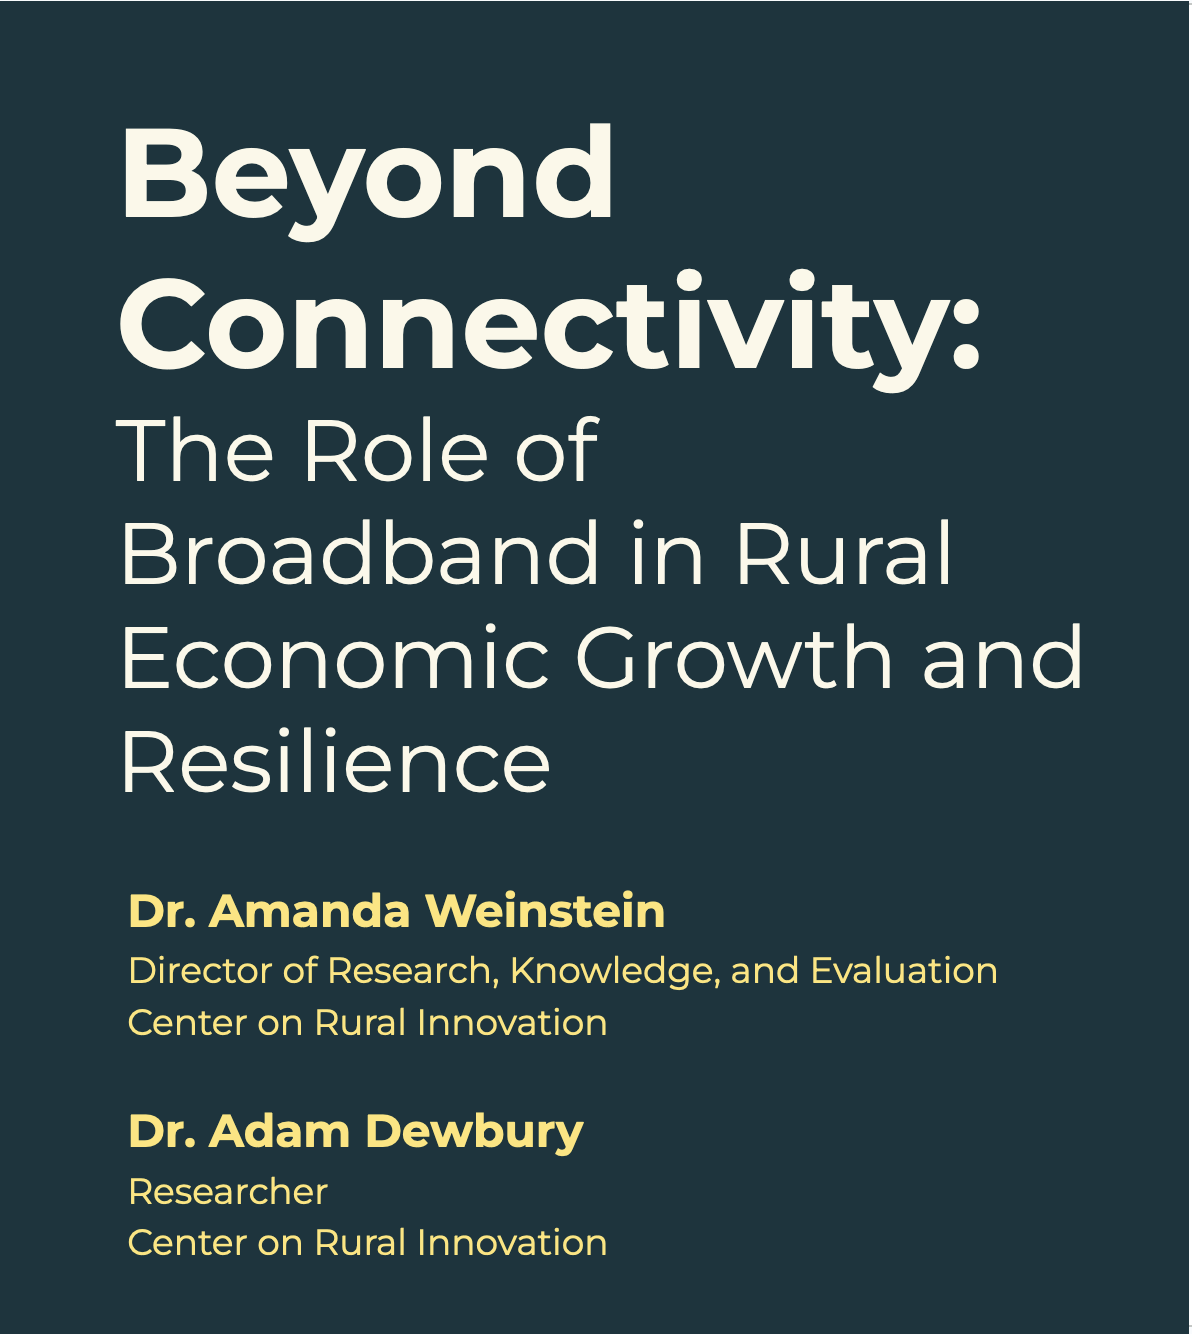 Beyond
Connectivity:
The Role of
Broadband in Rural
Economic Growth and
Resilience
Dr. Amanda Weinstein
Director of Research, Knowledge, and Evaluation
Center on Rural Innovation
Dr. Adam Dewbury
Researcher
Center on Rural Innovation